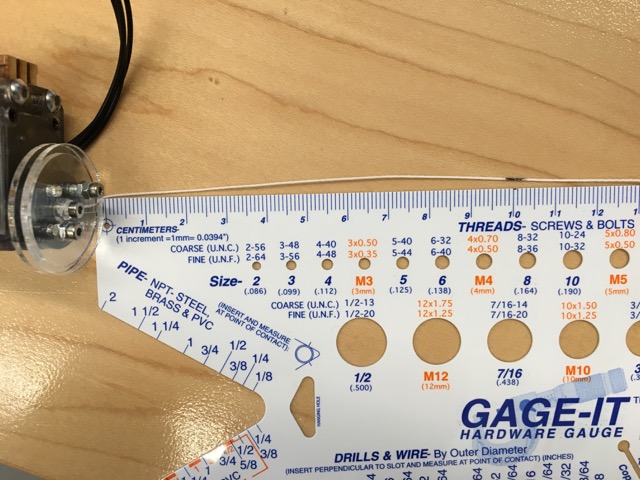 1 2 3 4 5 6 7 8 9 10 11 12
CENTIMETERS-
(1 increment =1mm= 0.0394")
THREADS- SCREWS & BOLTS
COARSE (U.N.C.) 2-56 3-48 4-40 3x0.50 5-40 6-32 4x0.70 8-32 10-24 5x0.80
FINE (U.N.F.) 2-64 3-56 4-48 3x0.35 5-44 6-40 4x0.50 8-36 10-32 5x0.50
Size- 2 3 4 M3 5 6 M4 8 10 M5
(.086) (.099) (.112) (3mm) (.125) (.138) (4mm) (.164) (.190) (5mm)
PIPE- NPT. STEEL,
BRASS & PVC
(INSERT AND MEASURE
AT POINT OF CONTACT)
2
1 1/2
1 1/4
1
3/4
1/2
1/4
3/8
1/8
COARSE (U.N.C.) 1/2-13 12x1.75 7/16-14 10x1.50
FINE (U.N.F.) 1/2-20 12x1.25 7/16-20 10x1.25
1/2 M12 7/16 M10
(.500) (12mm) (.438) (10mm)
HANGING HOLE
GAGE-IT
HARDWARE GAUGE
DRILLS & WIRE- By Outer Diameter
(INSERT PERPENDICULAR TO SLOT AND MEASURE AT POINT OF CONTACT) (INCHES)
1/4
1 3/4 1/2
3/4 5/8